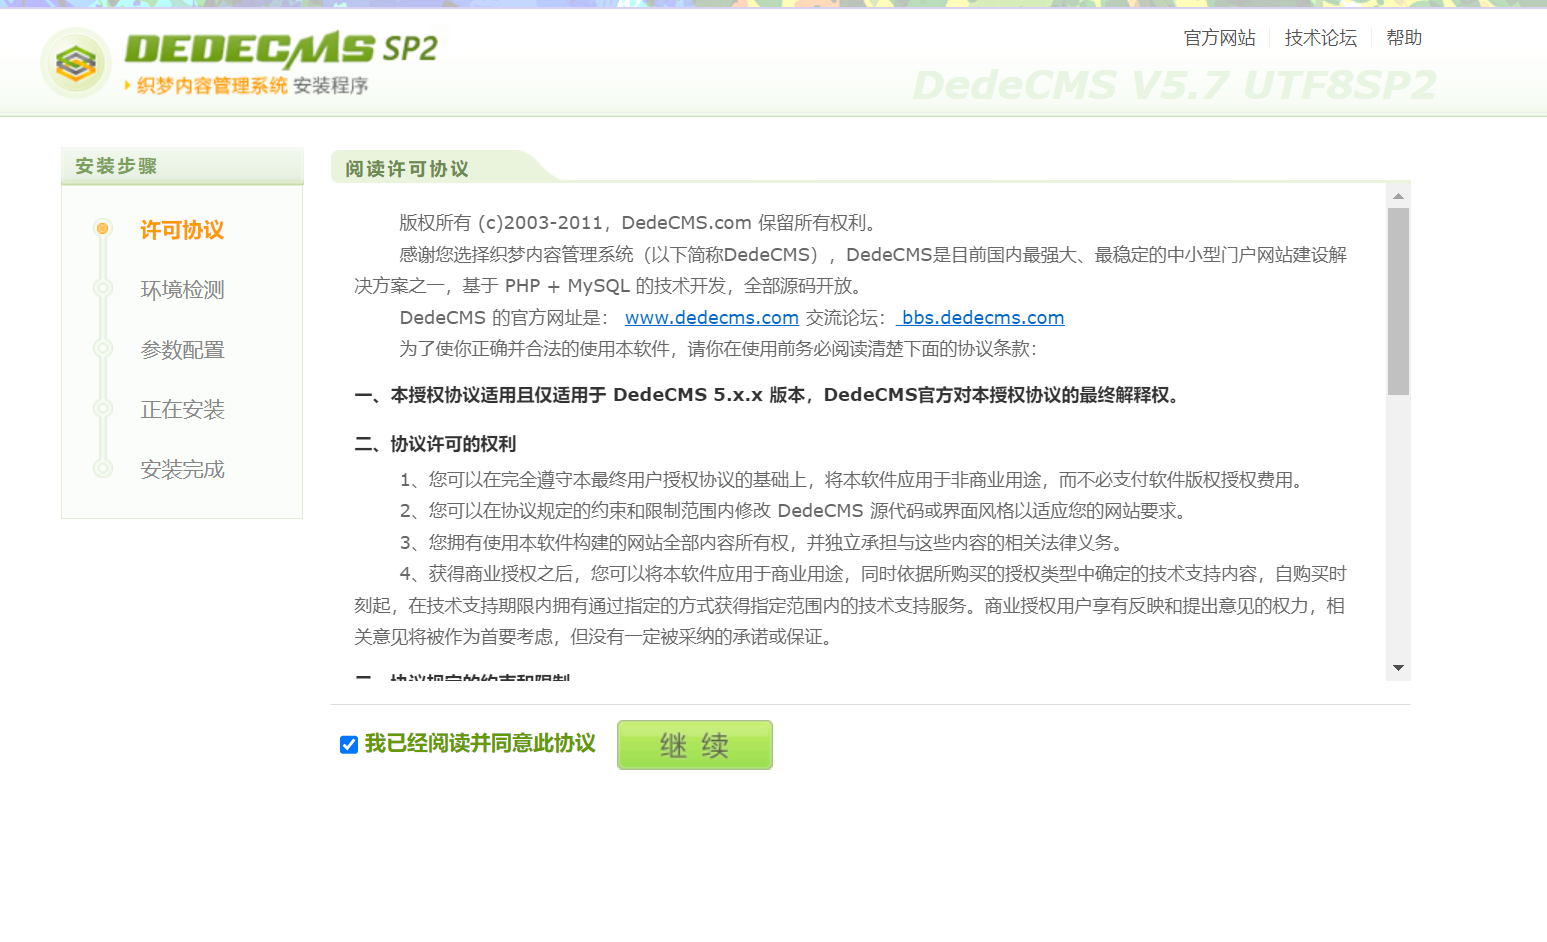 DEDECMS SP2
织梦内容管理系统 安装程序
官方网站 技术论坛 帮助
DedeCMS V5.7 UTF8SP2
安装步骤
许可协议
环境检测
参数配置
正在安装
安装完成
阅读许可协议
版权所有 (c)2003-2011，DedeCMS.com 保留所有权利。
感谢您选择织梦内容管理系统（以下简称DedeCMS），DedeCMS是目前国内最强大、最稳定的中小型门户网站建设解
决方案之一，基于 PHP + MySQL 的技术开发，全部源码开放。
DedeCMS 的官方网址是： www.dedecms.com 交流论坛： bbs.dedecms.com
为了使你正确并合法的使用本软件，请你在使用前务必阅读清楚下面的协议条款：
一、本授权协议适用且仅适用于 DedeCMS 5.x.x 版本，DedeCMS官方对本授权协议的最终解释权。
二、协议许可的权利
1、您可以在完全遵守本最终用户授权协议的基础上，将本软件应用于非商业用途，而不必支付软件版权授权费用。
2、您可以在协议规定的约束和限制范围内修改 DedeCMS 源代码或界面风格以适应您的网站要求。
3、您拥有使用本软件构建的网站全部内容所有权，并独立承担与这些内容的相关法律义务。
4、获得商业授权之后，您可以将本软件应用于商业用途，同时依据所购买的授权类型中确定的技术支持内容，自购买时
刻起，在技术支持期限内拥有通过指定的方式获得指定范围内的技术支持服务。商业授权用户享有反映和提出意见的权力，相
关意见将被作为首要考虑，但没有一定被采纳的承诺或保证。
三、协议规定的约束和限制
我已经阅读并同意此协议
继 续